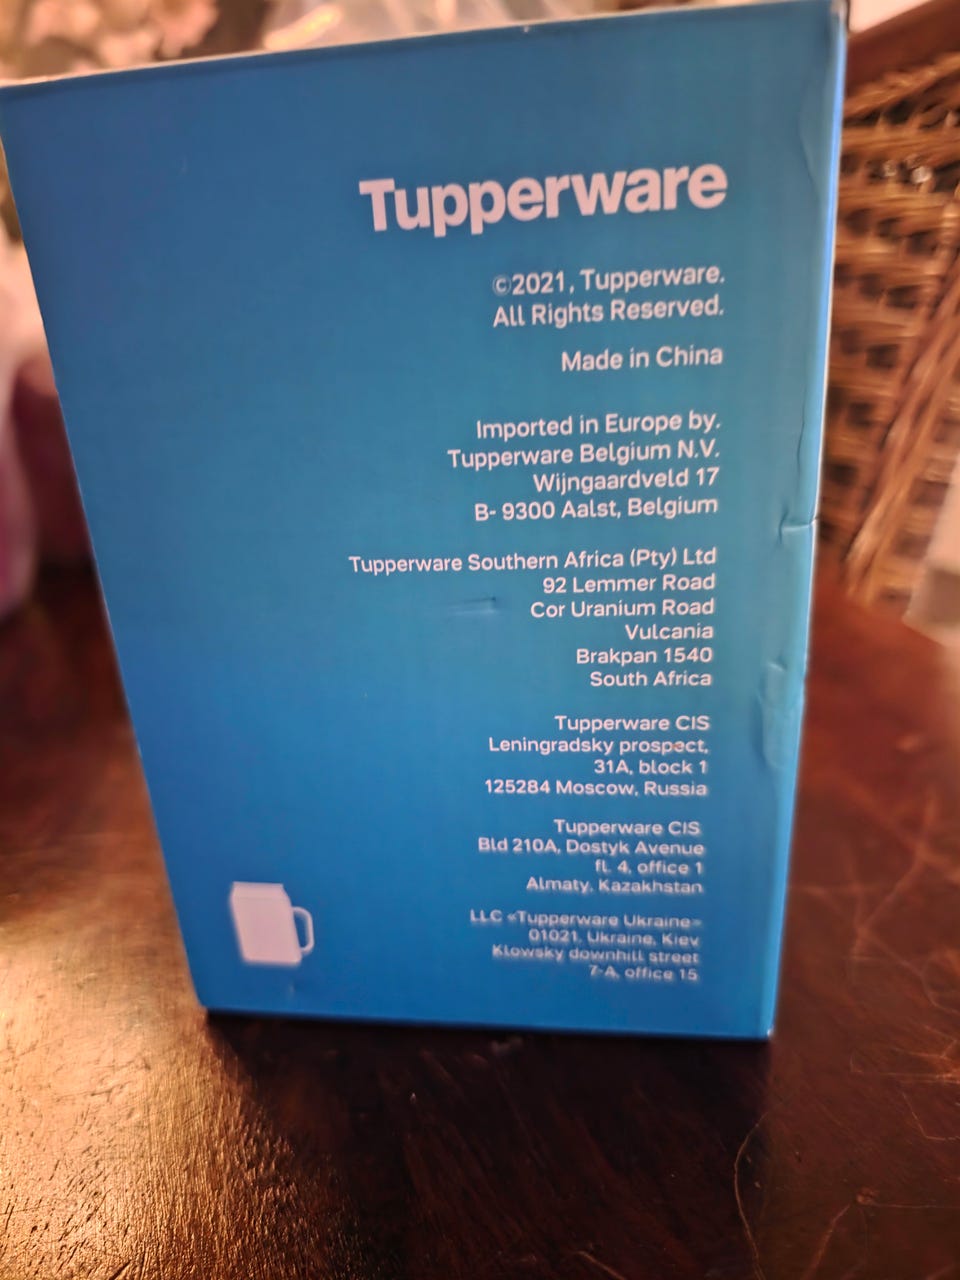 Tupperware
©2021, Tupperware.
All Rights Reserved.
Made in China
Imported in Europe by.
Tupperware Belgium N.V.
Wijngaardveld 17
B- 9300 Aalst, Belgium
Tupperware Southern Africa (Pty) Ltd
92 Lemmer Road
Cor Uranium Road
Vulcania
Brakpan 1540
South Africa
Tupperware CIS
Leningradsky prospect,
31A, block 1
125284 Moscow, Russia
Tupperware CIS
Bld 210A, Dostyk Avenue
fl. 4, office 1
Almaty, Kazakhstan
LLC «Tupperware Ukraine»
01021, Ukraine, Kiev
Klowsky downhill street
7-A, office 15